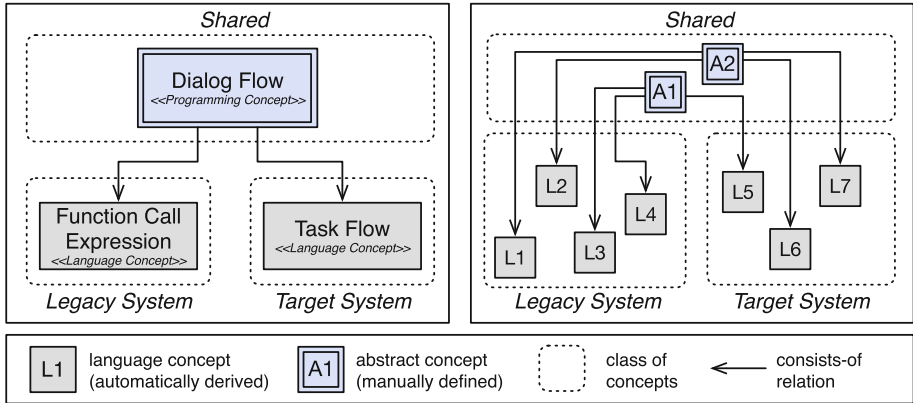 Shared
Dialog Flow
<<Programming Concept>>
Function Call
Expression
<<Language Concept>>
Task Flow
<<Language Concept>>
Legacy System
Target System
Shared
A2
A1
L2
L4
L1
L3
L5
L7
L6
Legacy System
Target System
L1
language concept
(automatically derived)
A1
abstract concept
(manually defined)
class of
concepts
consists-of
relation